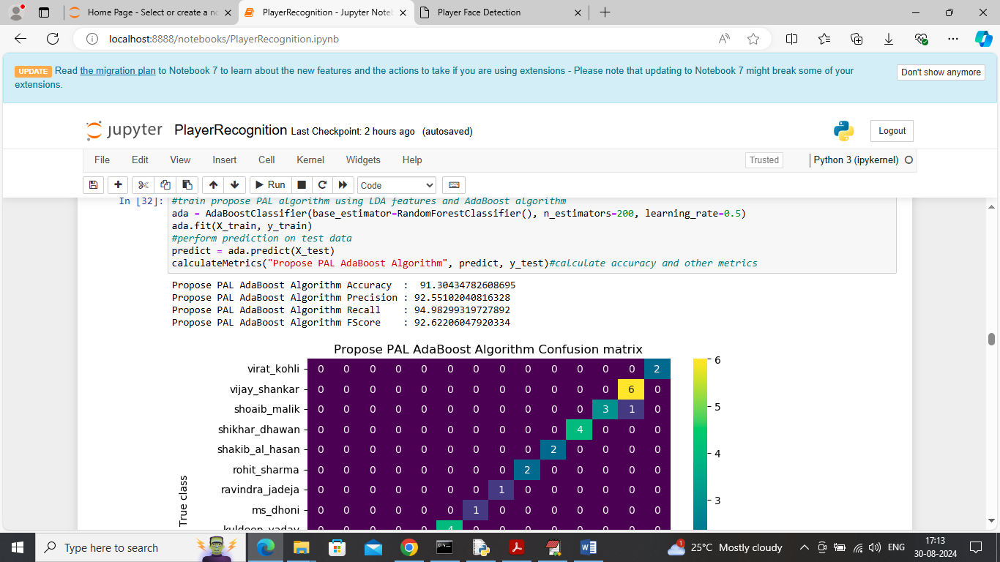 Home Page - Select or create a no
PlayerRecognition - Jupyter Noteb
Player Face Detection
localhost:8888/notebooks/PlayerRecognition.ipynb
UPDATE Read the migration plan to Notebook 7 to learn about the new features and the actions to take if you are using extensions - Please note that updating to Notebook 7 might break some of your
extensions.
Don't show anymore
jupyter PlayerRecognition Last Checkpoint: 2 hours ago (autosaved)
Logout
File Edit View Insert Cell Kernel Widgets Help
Trusted
Python 3 (ipykernel)
Run
Code
In [32]:
#train propose PAL algorithm using LDA features and AdaBoost algorithm
ada = AdaBoostClassifier(base_estimator=RandomForestClassifier(), n_estimators=200, learning_rate=0.5)
ada.fit(X_train, y_train)
#perform prediction on test data
predict = ada.predict(X_test)
calculateMetrics("Propose PAL AdaBoost Algorithm", predict, y_test)#calculate accuracy and other metrics
Propose PAL AdaBoost Algorithm Accuracy  :  91.30434782608695
Propose PAL AdaBoost Algorithm Precision : 92.55102040816328
Propose PAL AdaBoost Algorithm Recall    : 94.98299319727892
Propose PAL AdaBoost Algorithm FScore    : 92.62206047920334
Propose PAL AdaBoost Algorithm Confusion matrix
virat_kohli 0 0 0 0 0 0 0 0 0 0 0 0 0 2
vijay_shankar 0 0 0 0 0 0 0 0 0 0 0 0 6 0
shoaib_malik 0 0 0 0 0 0 0 0 0 0 0 3 1 0
shikhar_dhawan 0 0 0 0 0 0 0 0 0 0 4 0 0 0
shakib_al_hasan 0 0 0 0 0 0 0 0 0 2 0 0 0 0
rohit_sharma 0 0 0 0 0 0 0 0 2 0 0 0 0 0
ravindra_jadeja 0 0 0 0 0 0 0 1 0 0 0 0 0 0
ms_dhoni 0 0 0 0 0 0 1 0 0 0 0 0 0 0
kuldeep_yadav 0 0 0 0 0 4 0 0 0 0 0 0 0 0
True class
6
5
4
3
Type here to search
25°C Mostly cloudy
ENG
17:13
30-08-2024